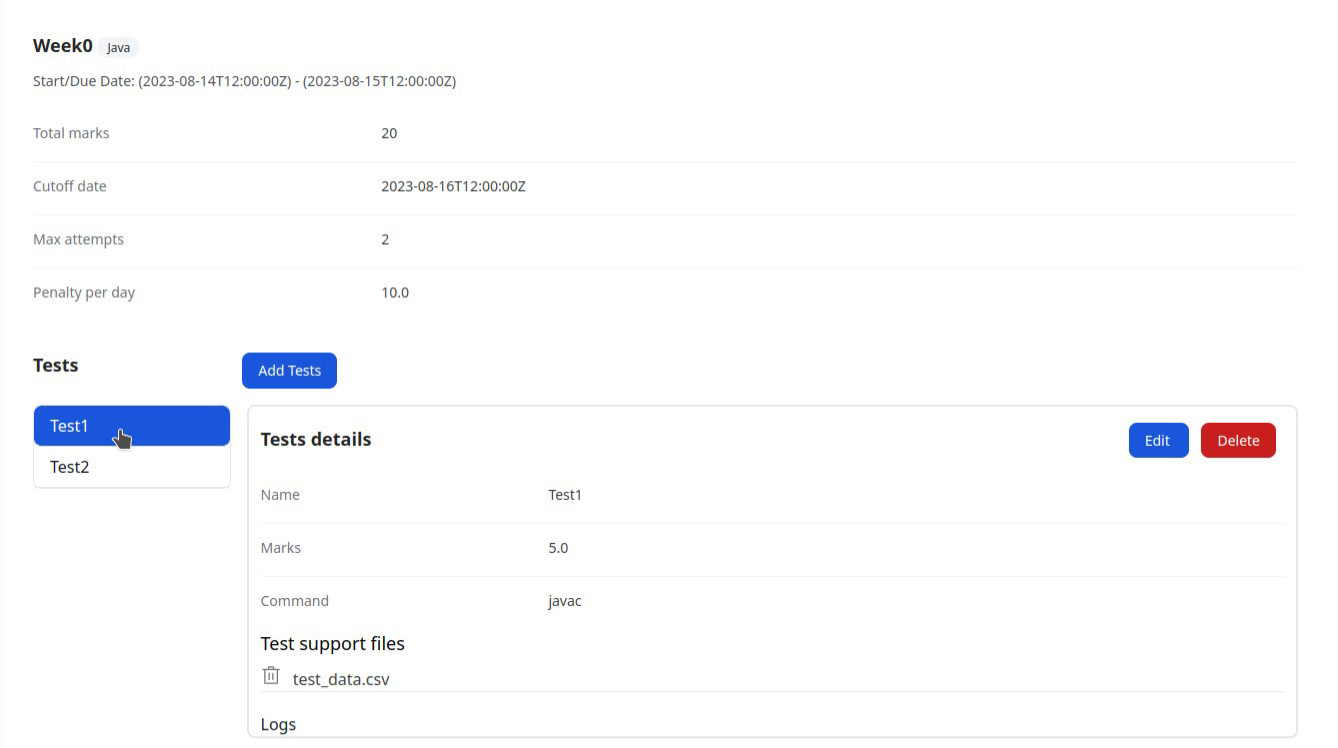 Week0 Java
Start/Due Date: (2023-08-14T12:00:00Z) - (2023-08-15T12:00:00Z)
Total marks 20
Cutoff date 2023-08-16T12:00:00Z
Max attempts 2
Penalty per day 10.0
Tests Add Tests
Test1
Test2
Tests details Edit Delete
Name Test1
Marks 5.0
Command javac
Test support files
test_data.csv
Logs